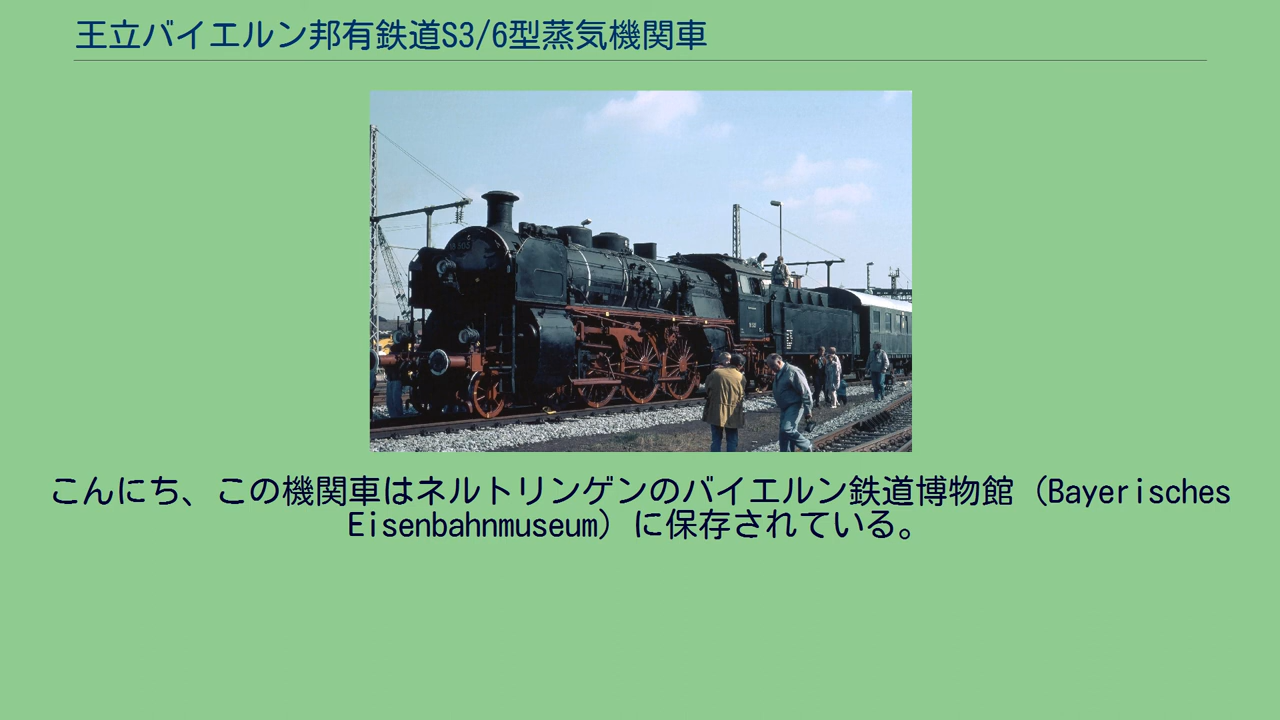 王立バイエルン邦有鉄道S3/6型蒸気機関車
こんにち、この機関車はネルトリンゲンのバイエルン鉄道博物館（Bayerisches
Eisenbahnmuseum）に保存されている。